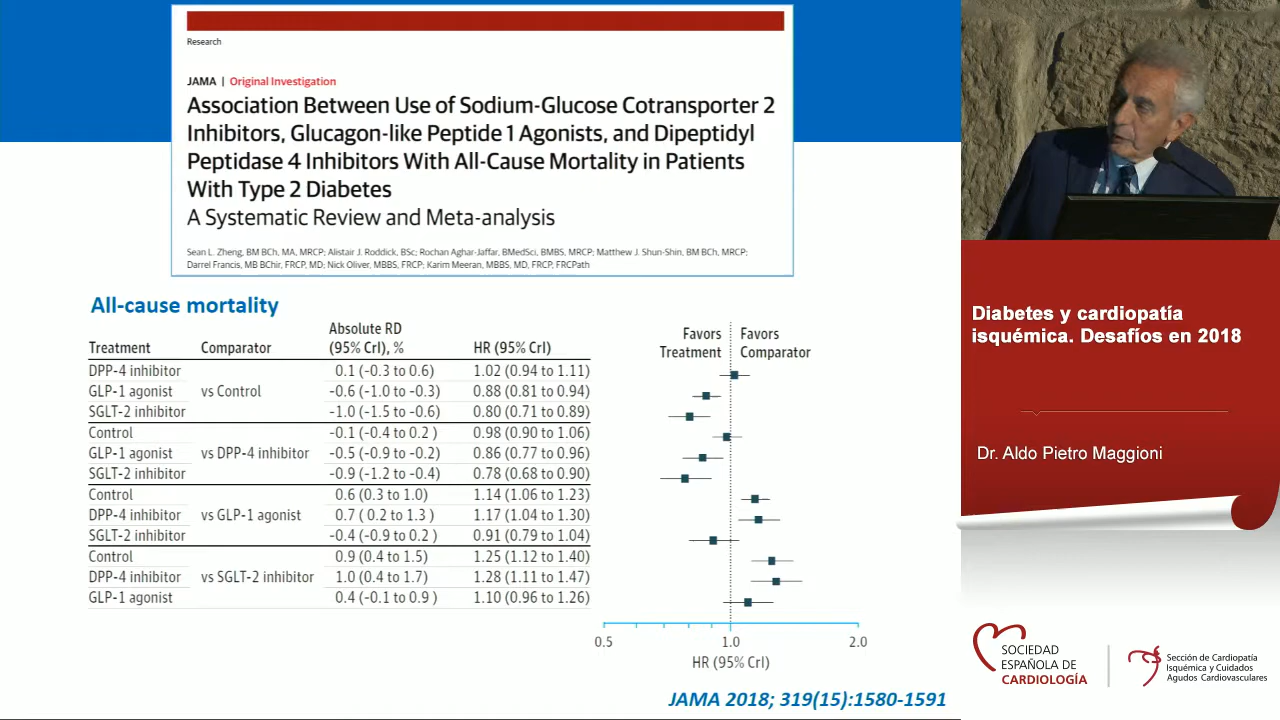 Research
JAMA | Original Investigation
Association Between Use of Sodium-Glucose Cotransporter 2
Inhibitors, Glucagon-like Peptide 1 Agonists, and Dipeptidyl
Peptidase 4 Inhibitors With All-Cause Mortality in Patients
With Type 2 Diabetes
A Systematic Review and Meta-analysis
Sean L. Zheng, BM BCh, MA, MRCP; Alistair J. Roddick, BSc; Rochan Aghar-Jaffar, BMedSci, BMBS, MRCP; Matthew J. Shun-Shin, BM BCh, MRCP;
Darrel Francis, MB BChir, FRCP, MD; Nick Oliver, MBBS, FRCP; Karim Meeran, MBBS, MD, FRCP, FRCPath
All-cause mortality
Absolute RD
Treatment Comparator (95% CrI), % HR (95% CrI)
DPP-4 inhibitor 0.1 (-0.3 to 0.6) 1.02 (0.94 to 1.11)
GLP-1 agonist vs Control -0.6 (-1.0 to -0.3) 0.88 (0.81 to 0.94)
SGLT-2 inhibitor -1.0 (-1.5 to -0.6) 0.80 (0.71 to 0.89)
Control -0.1 (-0.4 to 0.2 ) 0.98 (0.90 to 1.06)
GLP-1 agonist vs DPP-4 inhibitor -0.5 (-0.9 to -0.2) 0.86 (0.77 to 0.96)
SGLT-2 inhibitor -0.9 (-1.2 to -0.4) 0.78 (0.68 to 0.90)
Control 0.6 (0.3 to 1.0) 1.14 (1.06 to 1.23)
DPP-4 inhibitor vs GLP-1 agonist 0.7 ( 0.2 to 1.3 ) 1.17 (1.04 to 1.30)
SGLT-2 inhibitor -0.4 (-0.9 to 0.2 ) 0.91 (0.79 to 1.04)
Control 0.9 (0.4 to 1.5) 1.25 (1.12 to 1.40)
DPP-4 inhibitor vs SGLT-2 inhibitor 1.0 (0.4 to 1.7) 1.28 (1.11 to 1.47)
GLP-1 agonist 0.4 (-0.1 to 0.9 ) 1.10 (0.96 to 1.26)
Favors Favors
Treatment Comparator
0.5 1.0 2.0
HR (95% CrI)
JAMA 2018; 319(15):1580-1591
Diabetes y cardiopatía
isquémica. Desafíos en 2018
Dr. Aldo Pietro Maggioni
SOCIEDAD
ESPAÑOLA DE
CARDIOLOGÍA
Sección de Cardiopatía
Isquémica y Cuidados
Agudos Cardiovasculares